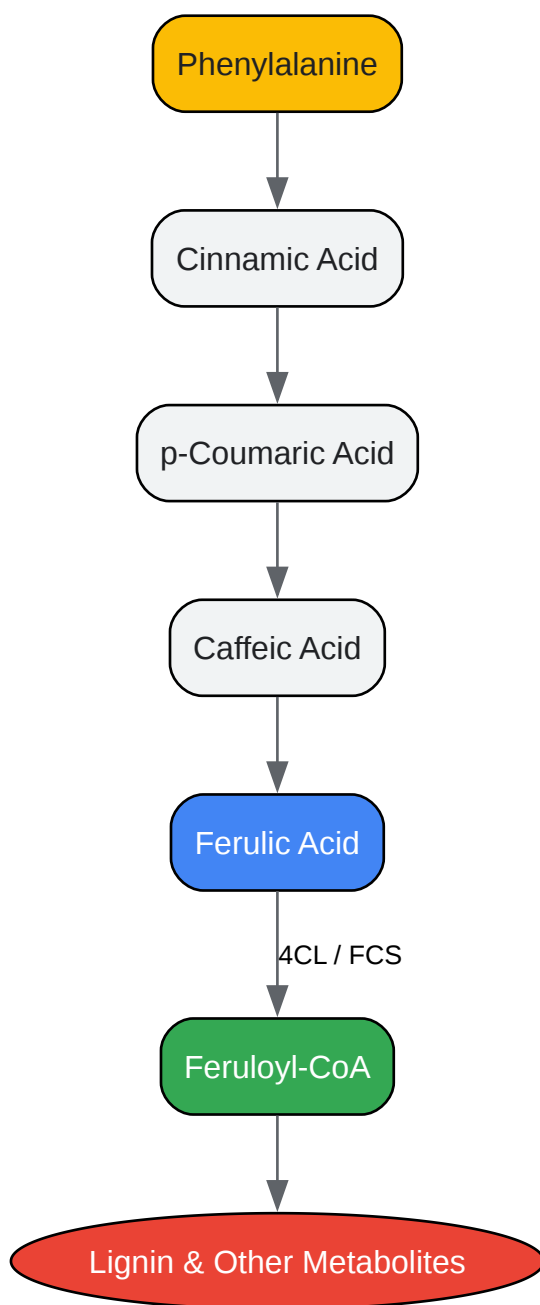 Phenylalanine
Cinnamic Acid
p-Coumaric Acid
Caffeic Acid
Ferulic Acid
4CL / FCS
Feruloyl-CoA
Lignin & Other Metabolites